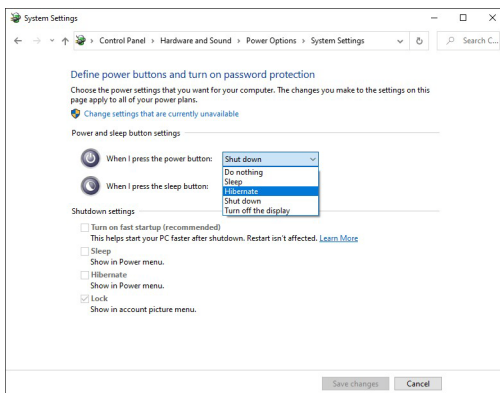 System Settings
Control Panel > Hardware and Sound > Power Options > System Settings
Search C...
Define power buttons and turn on password protection
Choose the power settings that you want for your computer. The changes you make to the settings on this
page apply to all of your power plans.
Change settings that are currently unavailable
Power and sleep button settings
When I press the power button: Shut down
Do nothing
Sleep
When I press the sleep button: Hibernate
Shut down
Turn off the display
Shutdown settings
Turn on fast startup (recommended)
This helps start your PC faster after shutdown. Restart isn't affected. Learn More
Sleep
Show in Power menu.
Hibernate
Show in Power menu.
Lock
Show in account picture menu.
Save changes Cancel